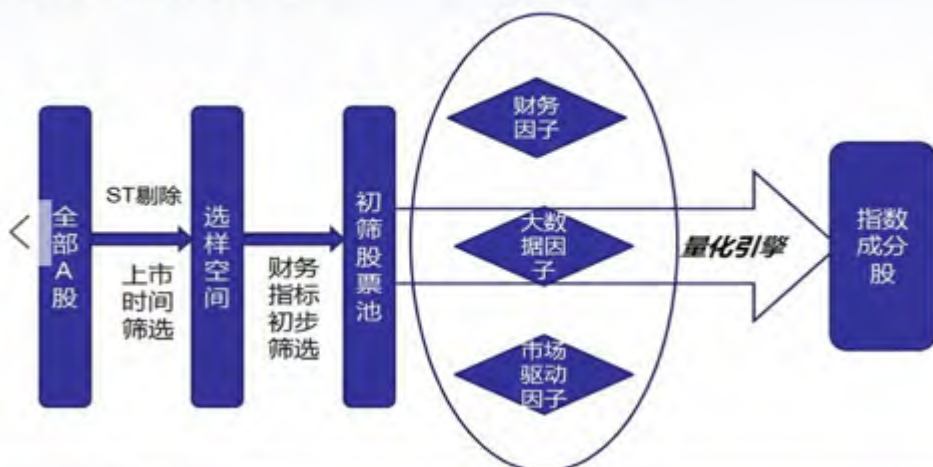 全部A股
ST剔除
上市
时间
筛选
选样空间
财务
指标
初步
筛选
初筛股票池
财务
因子
大数
据因
子
市场
驱动
因子
量化引擎
指数
成分
股